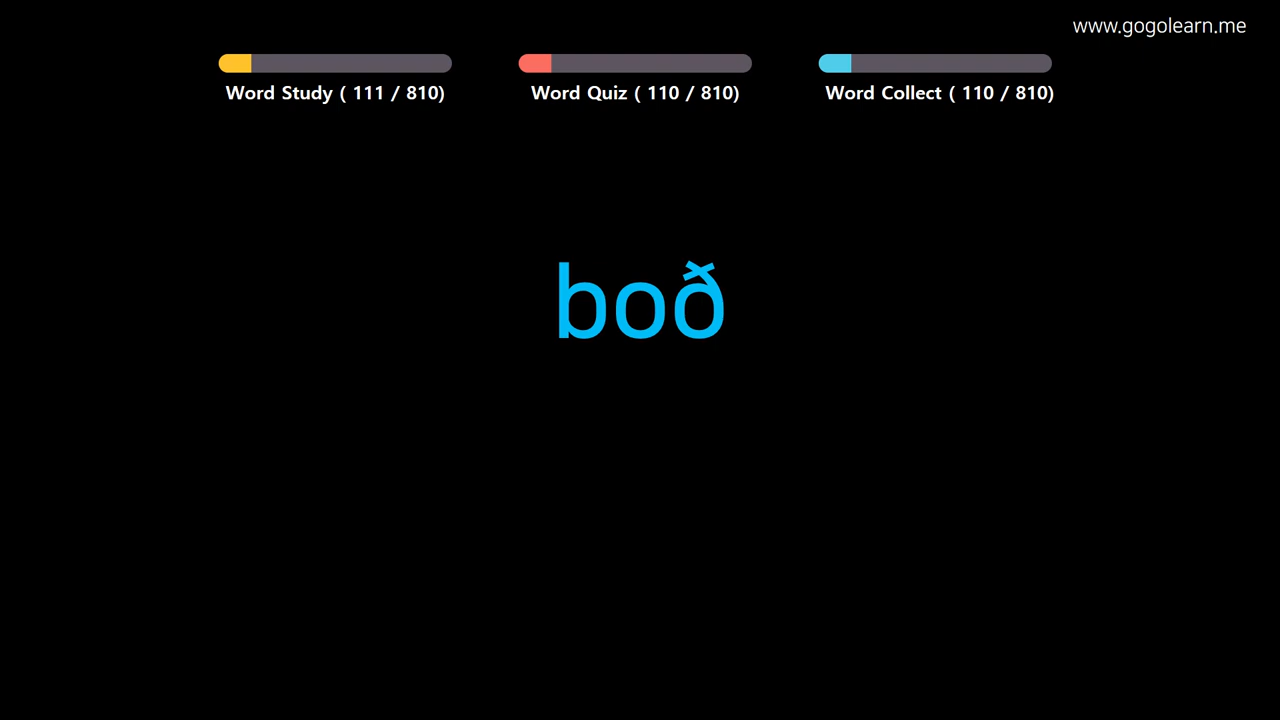 www.gogolearn.me
Word Study ( 111 / 810)
Word Quiz ( 110 / 810)
Word Collect ( 110 / 810)
boð